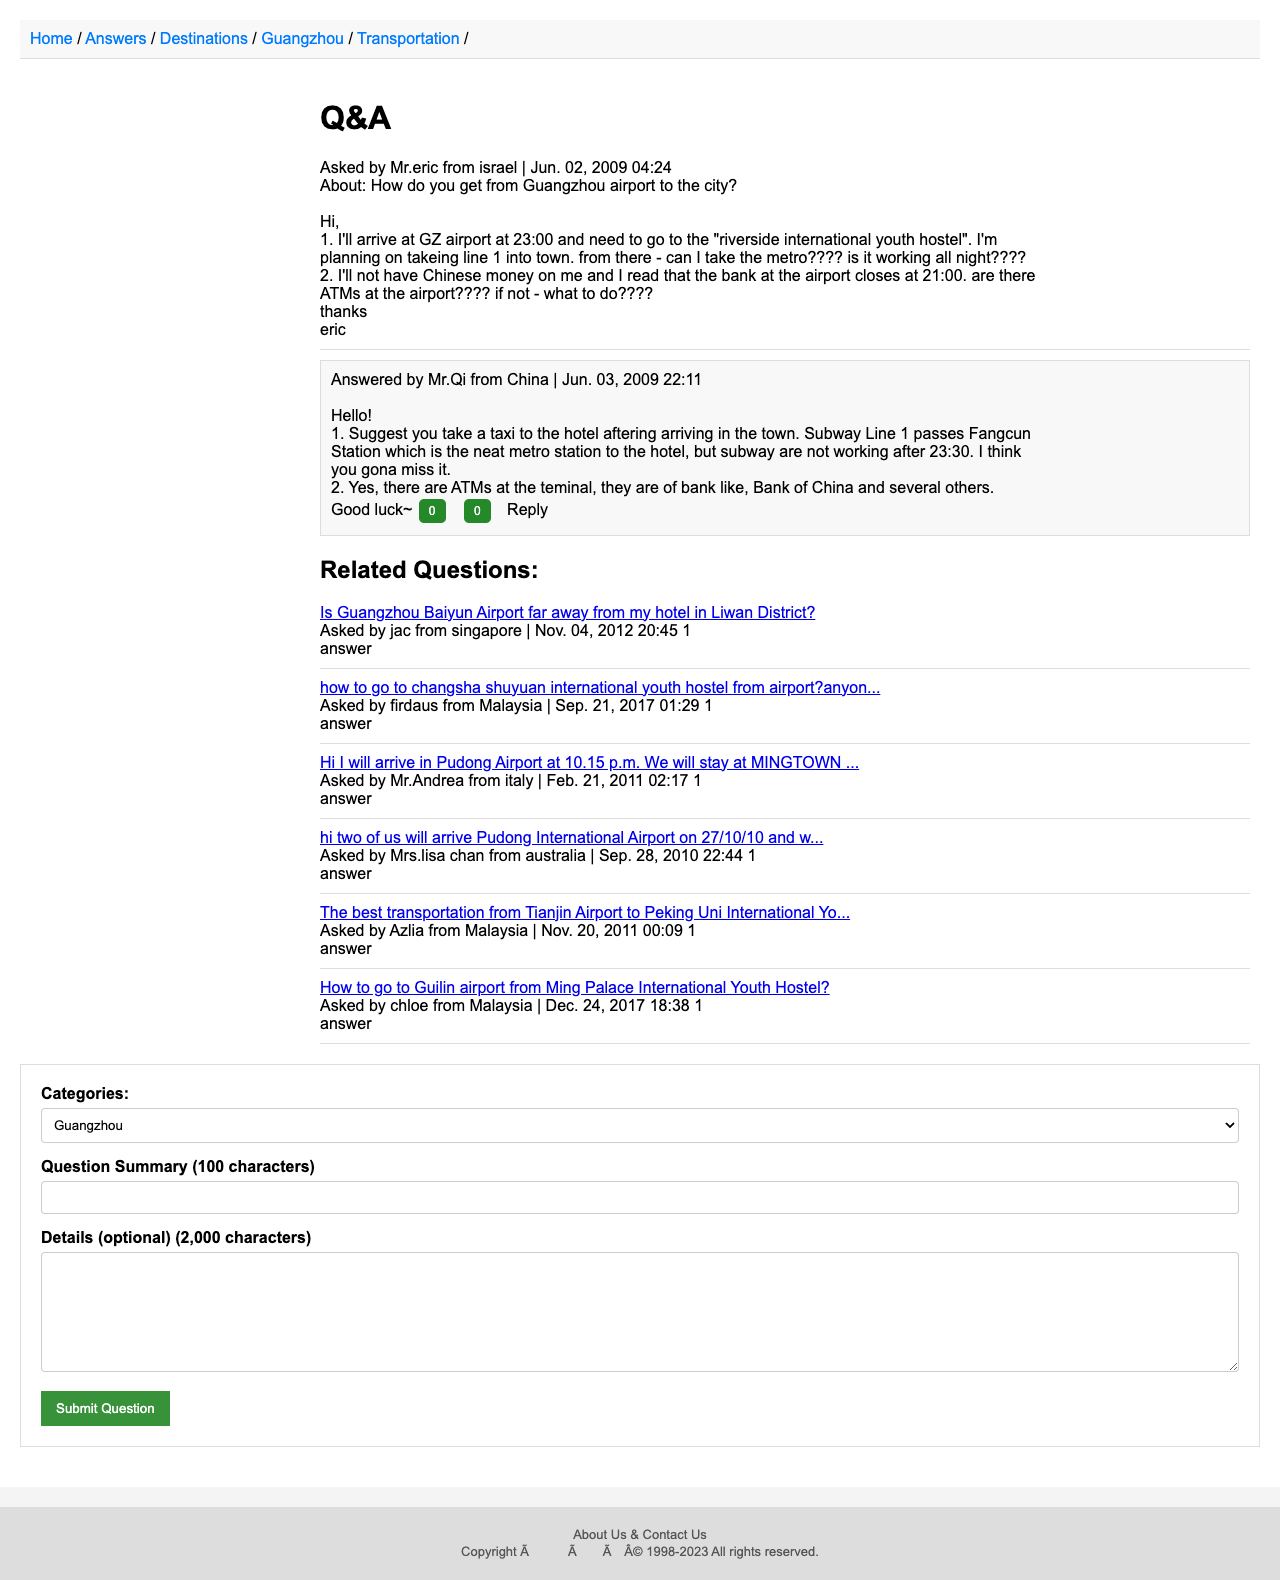 Home / Answers / Destinations / Guangzhou / Transportation /
Q&A
Asked by Mr.eric from israel | Jun. 02, 2009 04:24
About: How do you get from Guangzhou airport to the city?
Hi,
1. I'll arrive at GZ airport at 23:00 and need to go to the "riverside international youth hostel". I'm
planning on takeing line 1 into town. from there - can I take the metro???? is it working all night????
2. I'll not have Chinese money on me and I read that the bank at the airport closes at 21:00. are there
ATMs at the airport???? if not - what to do????
thanks
eric
Answered by Mr.Qi from China | Jun. 03, 2009 22:11
Hello!
1. Suggest you take a taxi to the hotel aftering arriving in the town. Subway Line 1 passes Fangcun
Station which is the neat metro station to the hotel, but subway are not working after 23:30. I think
you gona miss it.
2. Yes, there are ATMs at the teminal, they are of bank like, Bank of China and several others.
Good luck~ 0 0 Reply
Related Questions:
Is Guangzhou Baiyun Airport far away from my hotel in Liwan District?
Asked by jac from singapore | Nov. 04, 2012 20:45 1
answer
how to go to changsha shuyuan international youth hostel from airport?anyon...
Asked by firdaus from Malaysia | Sep. 21, 2017 01:29 1
answer
Hi I will arrive in Pudong Airport at 10.15 p.m. We will stay at MINGTOWN ...
Asked by Mr.Andrea from italy | Feb. 21, 2011 02:17 1
answer
hi two of us will arrive Pudong International Airport on 27/10/10 and w...
Asked by Mrs.lisa chan from australia | Sep. 28, 2010 22:44 1
answer
The best transportation from Tianjin Airport to Peking Uni International Yo...
Asked by Azlia from Malaysia | Nov. 20, 2011 00:09 1
answer
How to go to Guilin airport from Ming Palace International Youth Hostel?
Asked by chloe from Malaysia | Dec. 24, 2017 18:38 1
answer
Categories:
Guangzhou
Question Summary (100 characters)
Details (optional) (2,000 characters)
Submit Question
About Us & Contact Us
Copyright Ã Ã Ã Â© 1998-2023 All rights reserved.